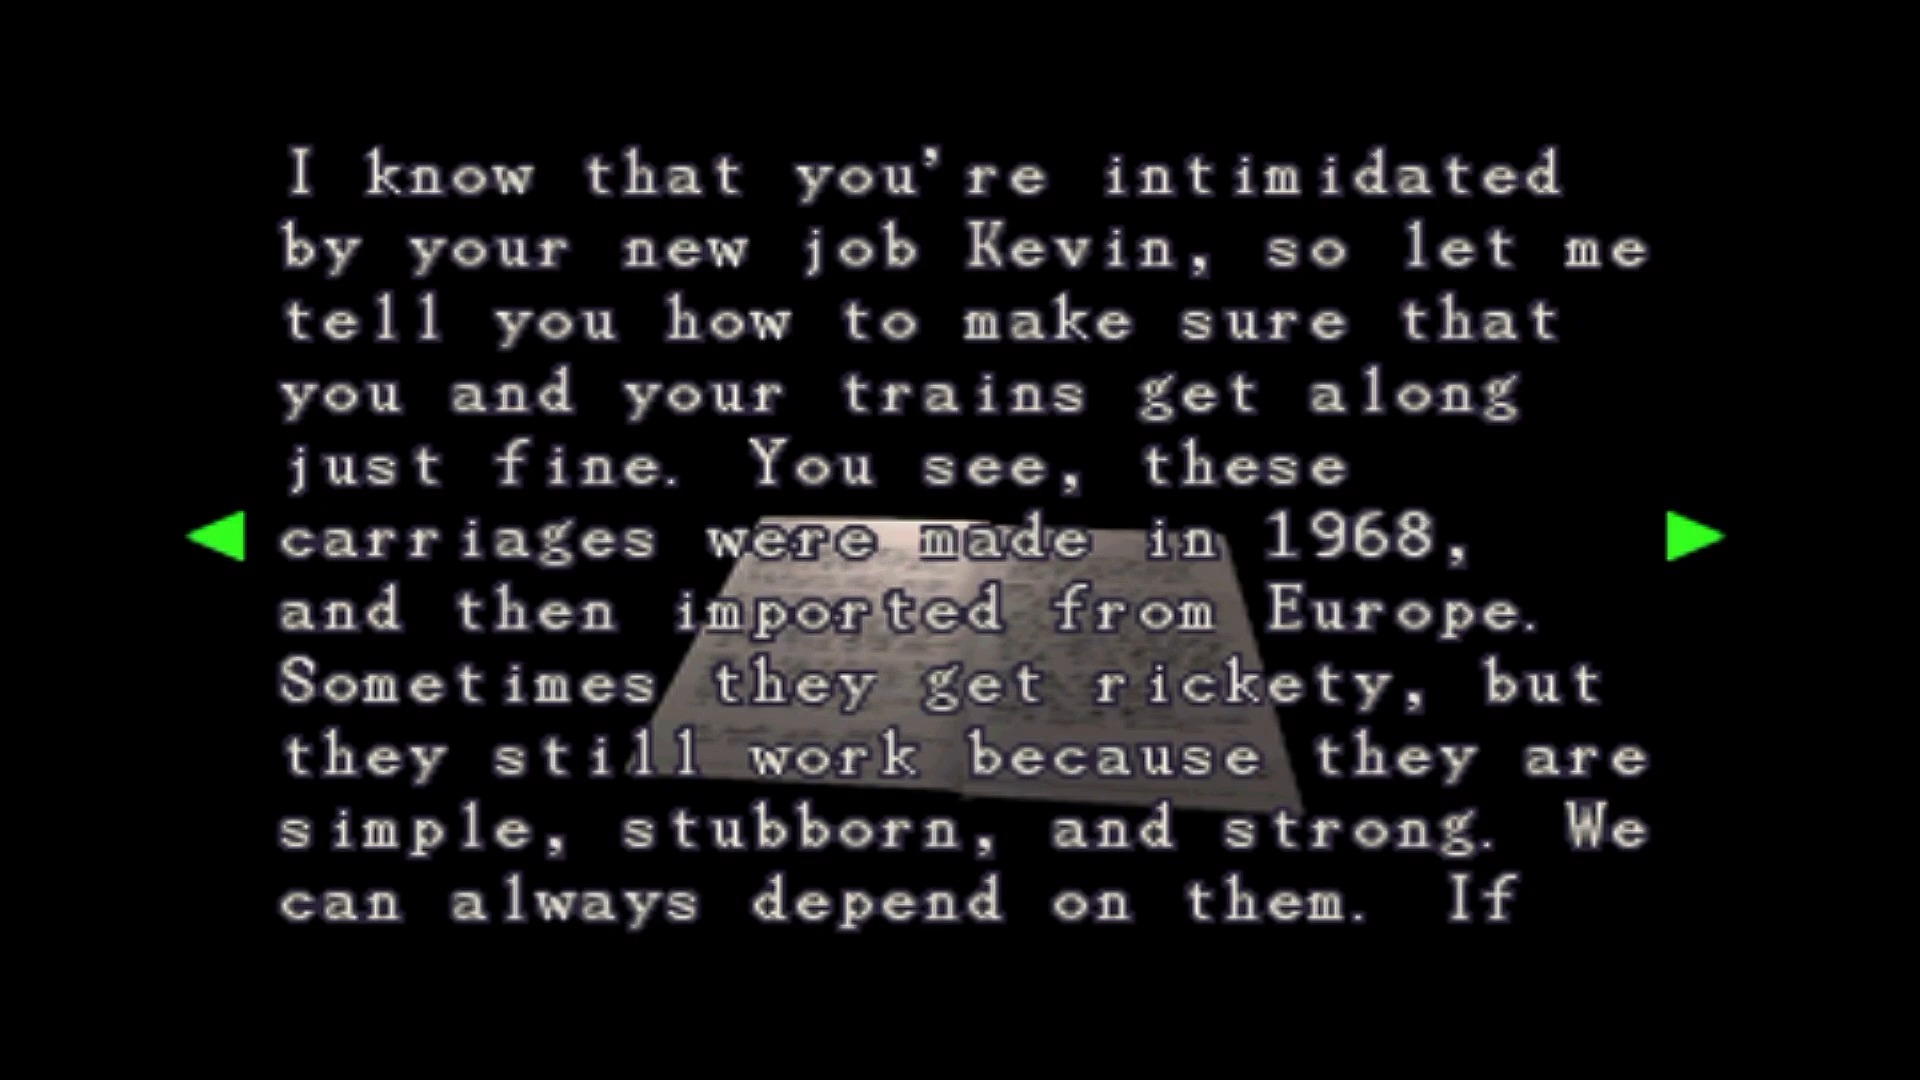 I know that you're intimidated
by your new job Kevin, so let me
tell you how to make sure that
you and your trains get along
just fine. You see, these
carriages were made in 1968,
and then imported from Europe.
Sometimes they get rickety, but
they still work because they are
simple, stubborn, and strong. We
can always depend on them. If